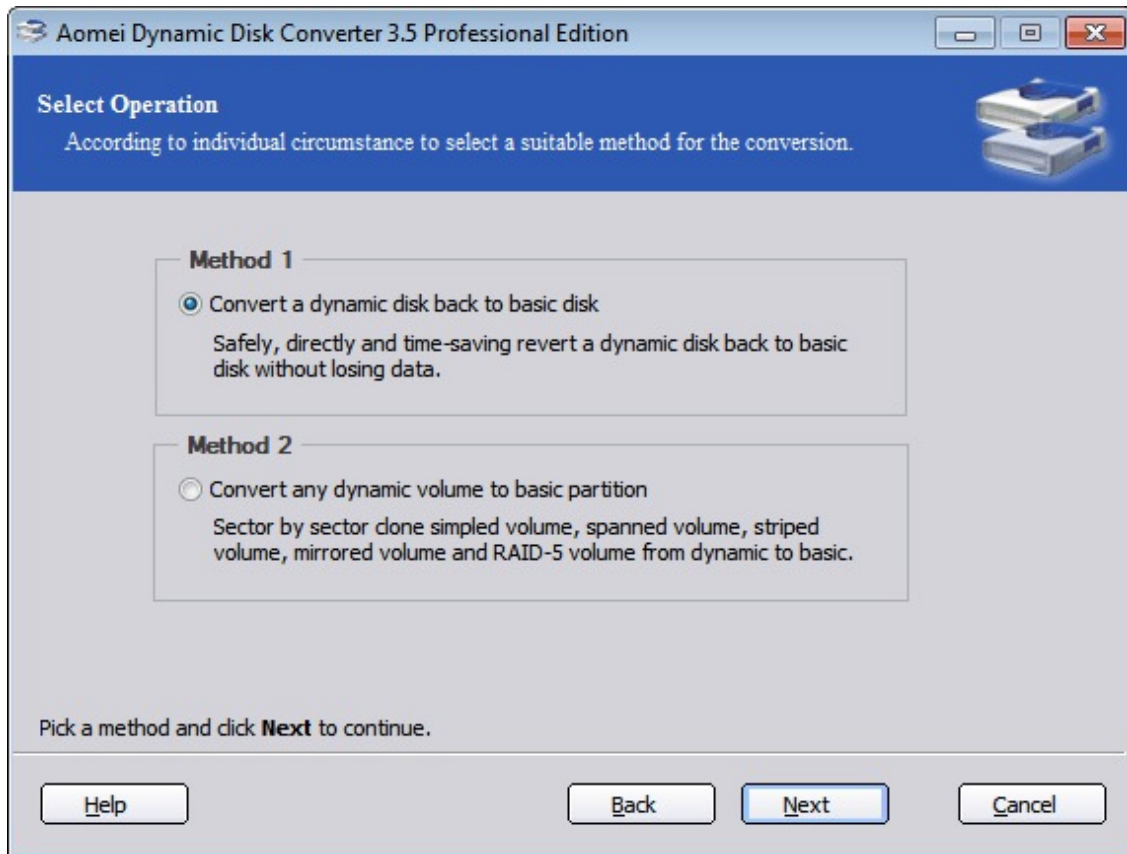 Aomei Dynamic Disk Converter 3.5 Professional Edition
Select Operation
According to individual circumstance to select a suitable method for the conversion.
Method 1
Convert a dynamic disk back to basic disk
Safely, directly and time-saving revert a dynamic disk back to basic
disk without losing data.
Method 2
Convert any dynamic volume to basic partition
Sector by sector clone simpled volume, spanned volume, striped
volume, mirrored volume and RAID-5 volume from dynamic to basic.
Pick a method and click Next to continue.
Help
Back
Next
Cancel